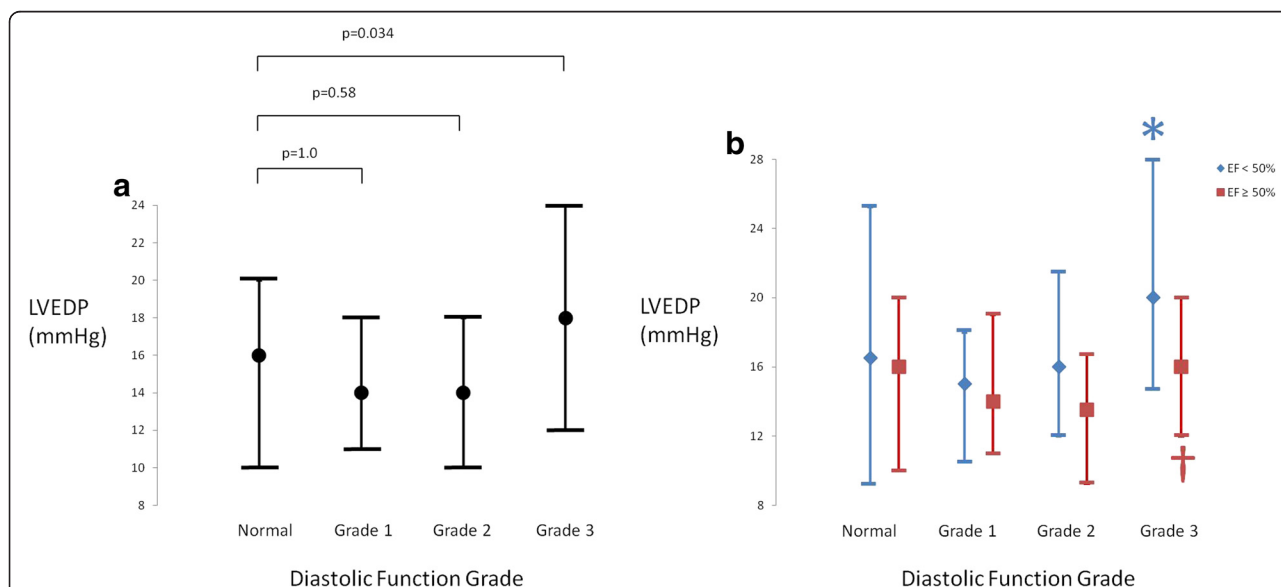 p=0.034
p=0.58
p=1.0
a
24
22
20
18
16
14
12
10
8
LVEDP
(mmHg)
Normal Grade 1 Grade 2 Grade 3
Diastolic Function Grade
b
*
28
24
20
16
12
8
LVEDP
(mmHg)
EF < 50%
EF ≥ 50%
†
Normal Grade 1 Grade 2 Grade 3
Diastolic Function Grade